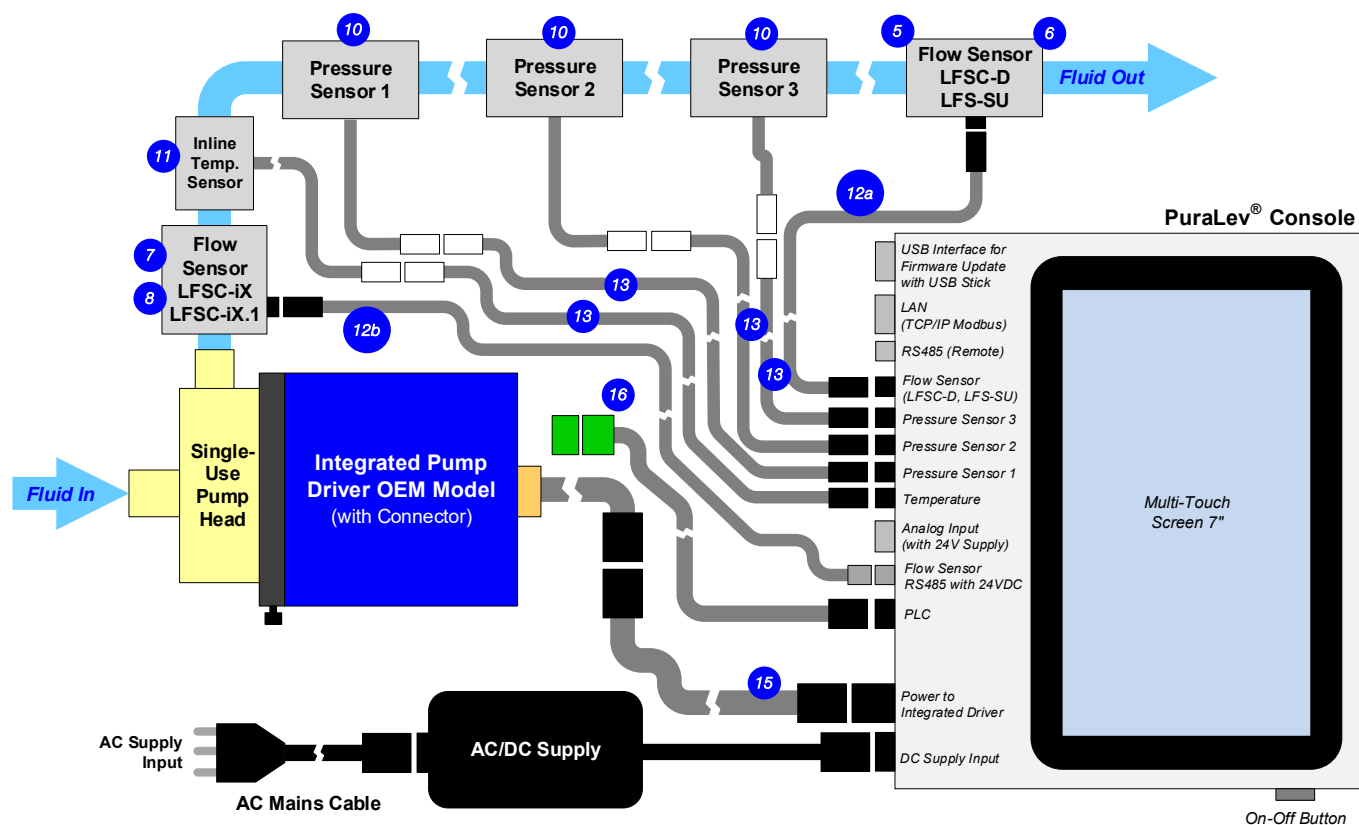 10
10
10
5
6
Pressure
Sensor 1
Pressure
Sensor 2
Pressure
Sensor 3
Flow Sensor
LFSC-D
LFS-SU
Fluid Out
11
Inline
Temp.
Sensor
12a
PuraLev® Console
7
8
Flow
Sensor
LFSC-iX
LFSC-iX.1
12b
13
13
13
13
USB Interface for
Firmware Update
with USB Stick
LAN
(TCP/IP Modbus)
RS485 (Remote)
Flow Sensor
(LFSC-D, LFS-SU)
Pressure Sensor 3
Pressure Sensor 2
Pressure Sensor 1
Temperature
Analog Input
(with 24V Supply)
Flow Sensor
RS485 with 24VDC
PLC
Power to
Integrated Driver
DC Supply Input
Multi-Touch
Screen 7"
16
Fluid In
Single-
Use
Pump
Head
Integrated Pump
Driver OEM Model
(with Connector)
15
AC Supply
Input
AC/DC Supply
AC Mains Cable
On-Off Button